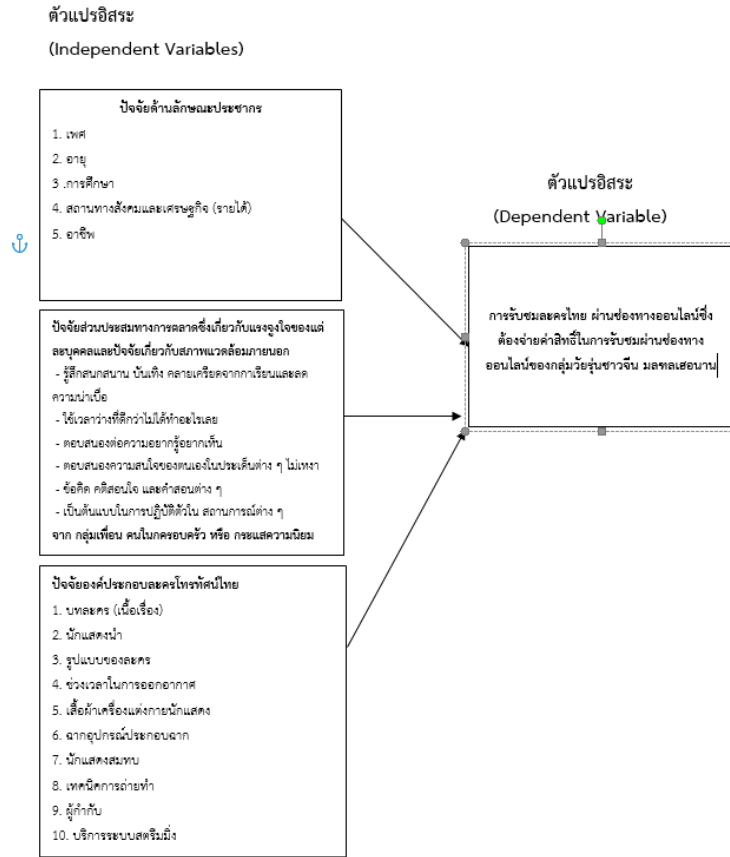 ตัวแปรอิสระ
(Independent Variables)
ปัจจัยด้านลักษณะประชากร
1. เพศ
2. อายุ
3 .การศึกษา
4. สถานทางสังคมและเศรษฐกิจ (รายได้)
5. อาชีพ
ปัจจัยส่วนประสมทางการตลาดซึ่งเกี่ยวกับแรงจูงใจของแต่
ละบุคคลและปัจจัยเกี่ยวกับสภาพแวดล้อมภายนอก
- รู้สึกสนกสนาน บันเทิง คลายเครียดจากกาเรียนและลด
ความน่าเบื่อ
- ใช้เวลาว่างที่ดีกว่าไม่ได้ทำอะไรเลย
- ตอบสนองต่อความอยากรู้อยากเห็น
- ตอบสนองความสนใจของตนเองในประเด็นต่าง ๆ ไม่เหงา
- ข้อคิด คติสอนใจ และคำสอนต่าง ๆ
- เป็นต้นแบบในการปฏิบัติตัวใน สถานการณ์ต่าง ๆ
จาก กลุ่มเพื่อน คนในกครอบครัว หรือ กระแสความนิยม
ปัจจัยองค์ประกอบละครโทรทัศน์ไทย
1. บทละคร (เนื้อเรื่อง)
2. นักแสดงนำ
3. รูปแบบของละคร
4. ช่วงเวลาในการออกอากาศ
5. เสื้อผ้าเครื่องแต่งกายนักแสดง
6. ฉากอุปกรณ์ประกอบฉาก
7. นักแสดงสมทบ
8. เทคนิคการถ่ายทำ
9. ผู้กำกับ
10. บริการระบบสตรีมมิ่ง
ตัวแปรอิสระ
(Dependent Variable)
การรับชมละครไทย ผ่านช่องทางออนไลน์ซึ่ง
ต้องจ่ายค่าสิทธิ์ในการรับชมผ่านช่องทาง
ออนไลน์ของกลุ่มวัยรุ่นชาวจีน มลฑลเฮอนาน